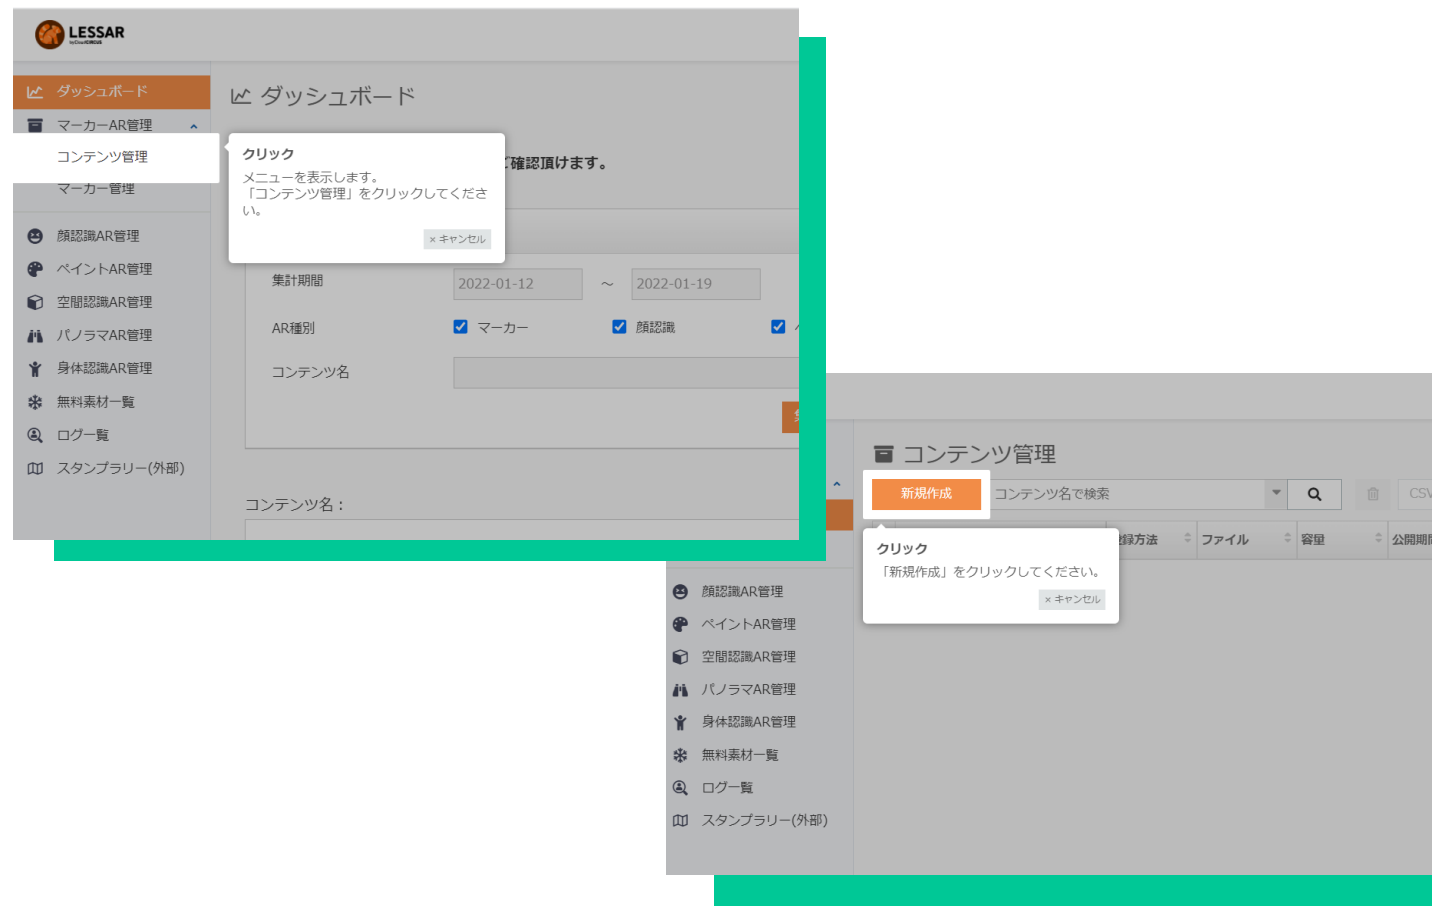 LESSAR
by Cloud CIRCUS
ダッシュボード
マーカーAR管理
コンテンツ管理
マーカー管理
顔認識AR管理
ペイントAR管理
空間認識AR管理
パノラマAR管理
身体認識AR管理
無料素材一覧
ログ一覧
スタンプラリー(外部)
ダッシュボード
確認頂けます。
クリック
メニューを表示します。
「コンテンツ管理」をクリックしてくださ
い。
× キャンセル
集計期間 2022-01-12 ～ 2022-01-19
AR種別 マーカー 顔認識
コンテンツ名
コンテンツ名：
コンテンツ管理
新規作成 コンテンツ名で検索 CSV
登録方法 ファイル 容量 公開期間
クリック
「新規作成」をクリックしてください。
× キャンセル
顔認識AR管理
ペイントAR管理
空間認識AR管理
パノラマAR管理
身体認識AR管理
無料素材一覧
ログ一覧
スタンプラリー(外部)